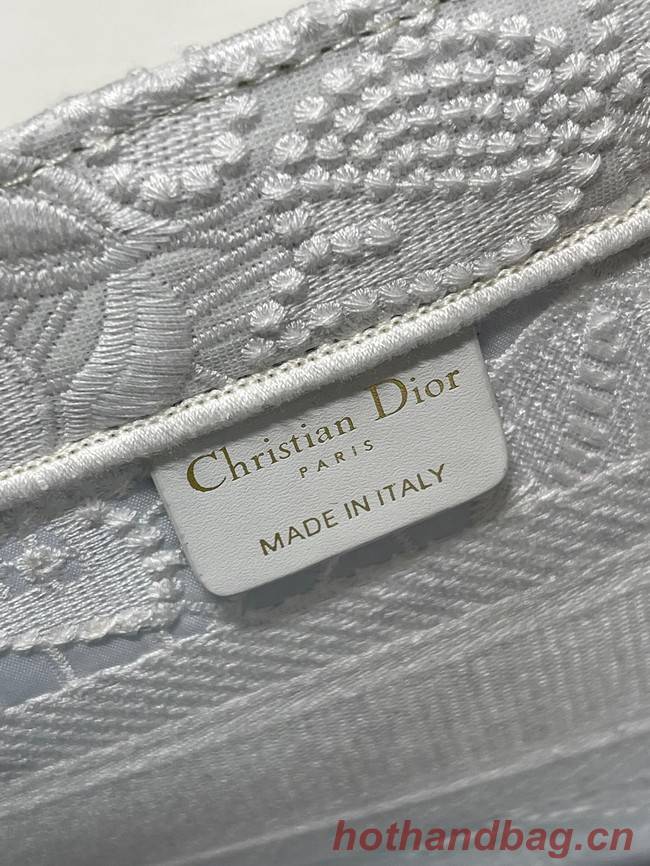 Christian Dior
PARIS
MADE IN ITALY
hothandbag.cn